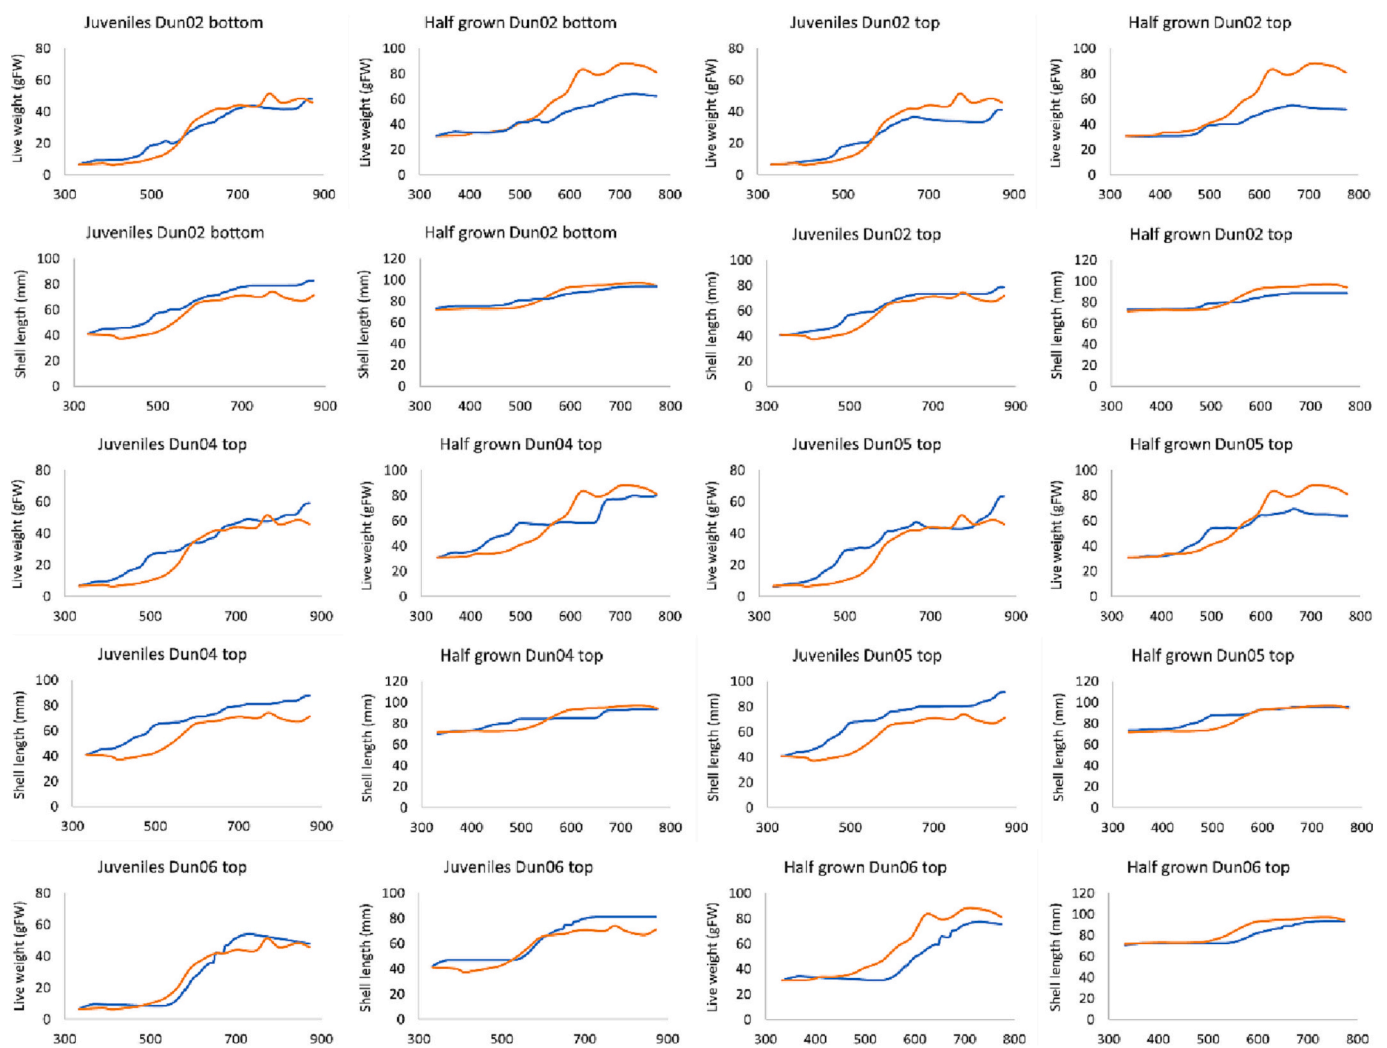 Juveniles Dun02 bottom
Live weight (gFW)
80
60
40
20
0
300 500 700 900
Half grown Dun02 bottom
Live weight (gFW)
100
80
60
40
20
0
300 400 500 600 700 800
Juveniles Dun02 top
Live weight (gFW)
80
60
40
20
0
300 500 700 900
Half grown Dun02 top
Live weight (gFW)
100
80
60
40
20
0
300 400 500 600 700 800
Juveniles Dun02 bottom
Shell length (mm)
100
80
60
40
20
0
300 500 700 900
Half grown Dun02 bottom
Shell length (mm)
120
100
80
60
40
20
0
300 400 500 600 700 800
Juveniles Dun02 top
Shell length (mm)
100
80
60
40
20
0
300 500 700 900
Half grown Dun02 top
Shell length (mm)
120
100
80
60
40
20
0
300 400 500 600 700 800
Juveniles Dun04 top
Live weight (gFW)
80
60
40
20
0
300 500 700 900
Half grown Dun04 top
Live weight (gFW)
100
80
60
40
20
0
300 400 500 600 700 800
Juveniles Dun05 top
Live weight (gFW)
80
60
40
20
0
300 500 700 900
Half grown Dun05 top
Live weight (gFW)
100
80
60
40
20
0
300 400 500 600 700 800
Juveniles Dun04 top
Shell length (mm)
100
80
60
40
20
0
300 500 700 900
Half grown Dun04 top
Shell length (mm)
120
100
80
60
40
20
0
300 400 500 600 700 800
Juveniles Dun05 top
Shell length (mm)
100
80
60
40
20
0
300 500 700 900
Half grown Dun05 top
Shell length (mm)
120
100
80
60
40
20
0
300 400 500 600 700 800
Juveniles Dun06 top
Live weight (gFW)
80
60
40
20
0
300 500 700 900
Juveniles Dun06 top
Shell length (mm)
100
80
60
40
20
0
300 500 700 900
Half grown Dun06 top
Live weight (gFW)
100
80
60
40
20
0
300 400 500 600 700 800
Half grown Dun06 top
Shell length (mm)
120
100
80
60
40
20
0
300 400 500 600 700 800